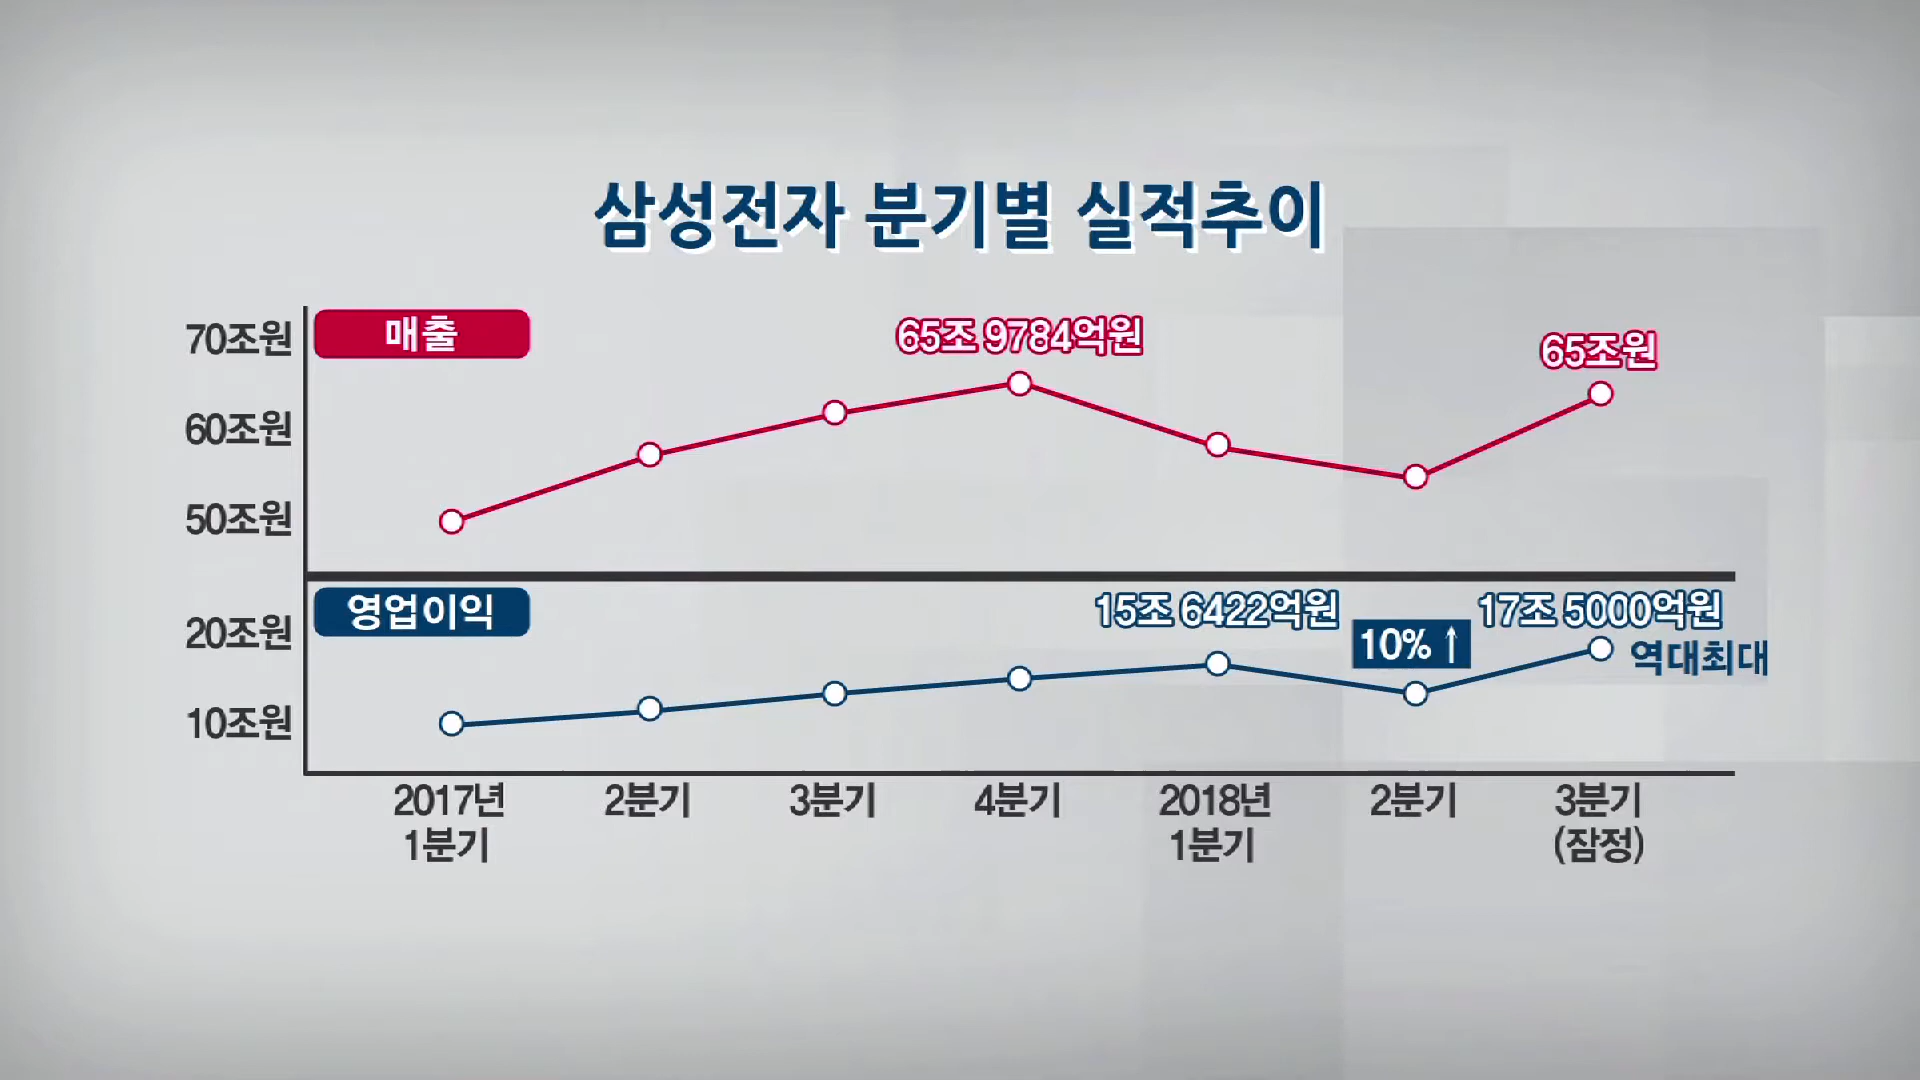 삼성전자 분기별 실적추이
매출
70조원
60조원
50조원
65조 9784억원
65조원
영업이익
20조원
10조원
15조 6422억원
10% ↑
17조 5000억원
역대최대
2017년
1분기
2분기
3분기
4분기
2018년
1분기
2분기
3분기
(잠정)